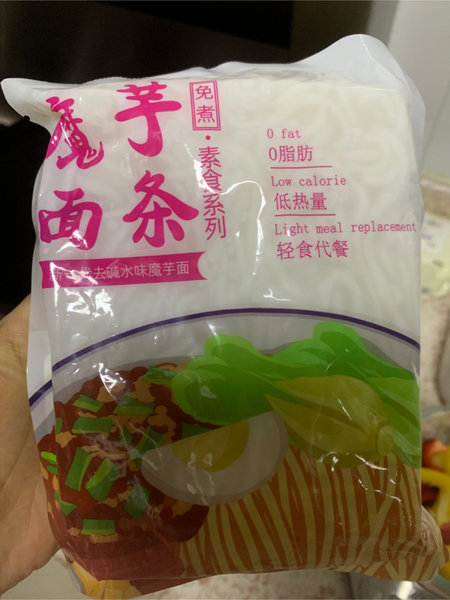 魔芋
面条
免煮·素食系列
去碱水味魔芋面
0 fat
0脂肪
Low calorie
低热量
Light meal replacement
轻食代餐